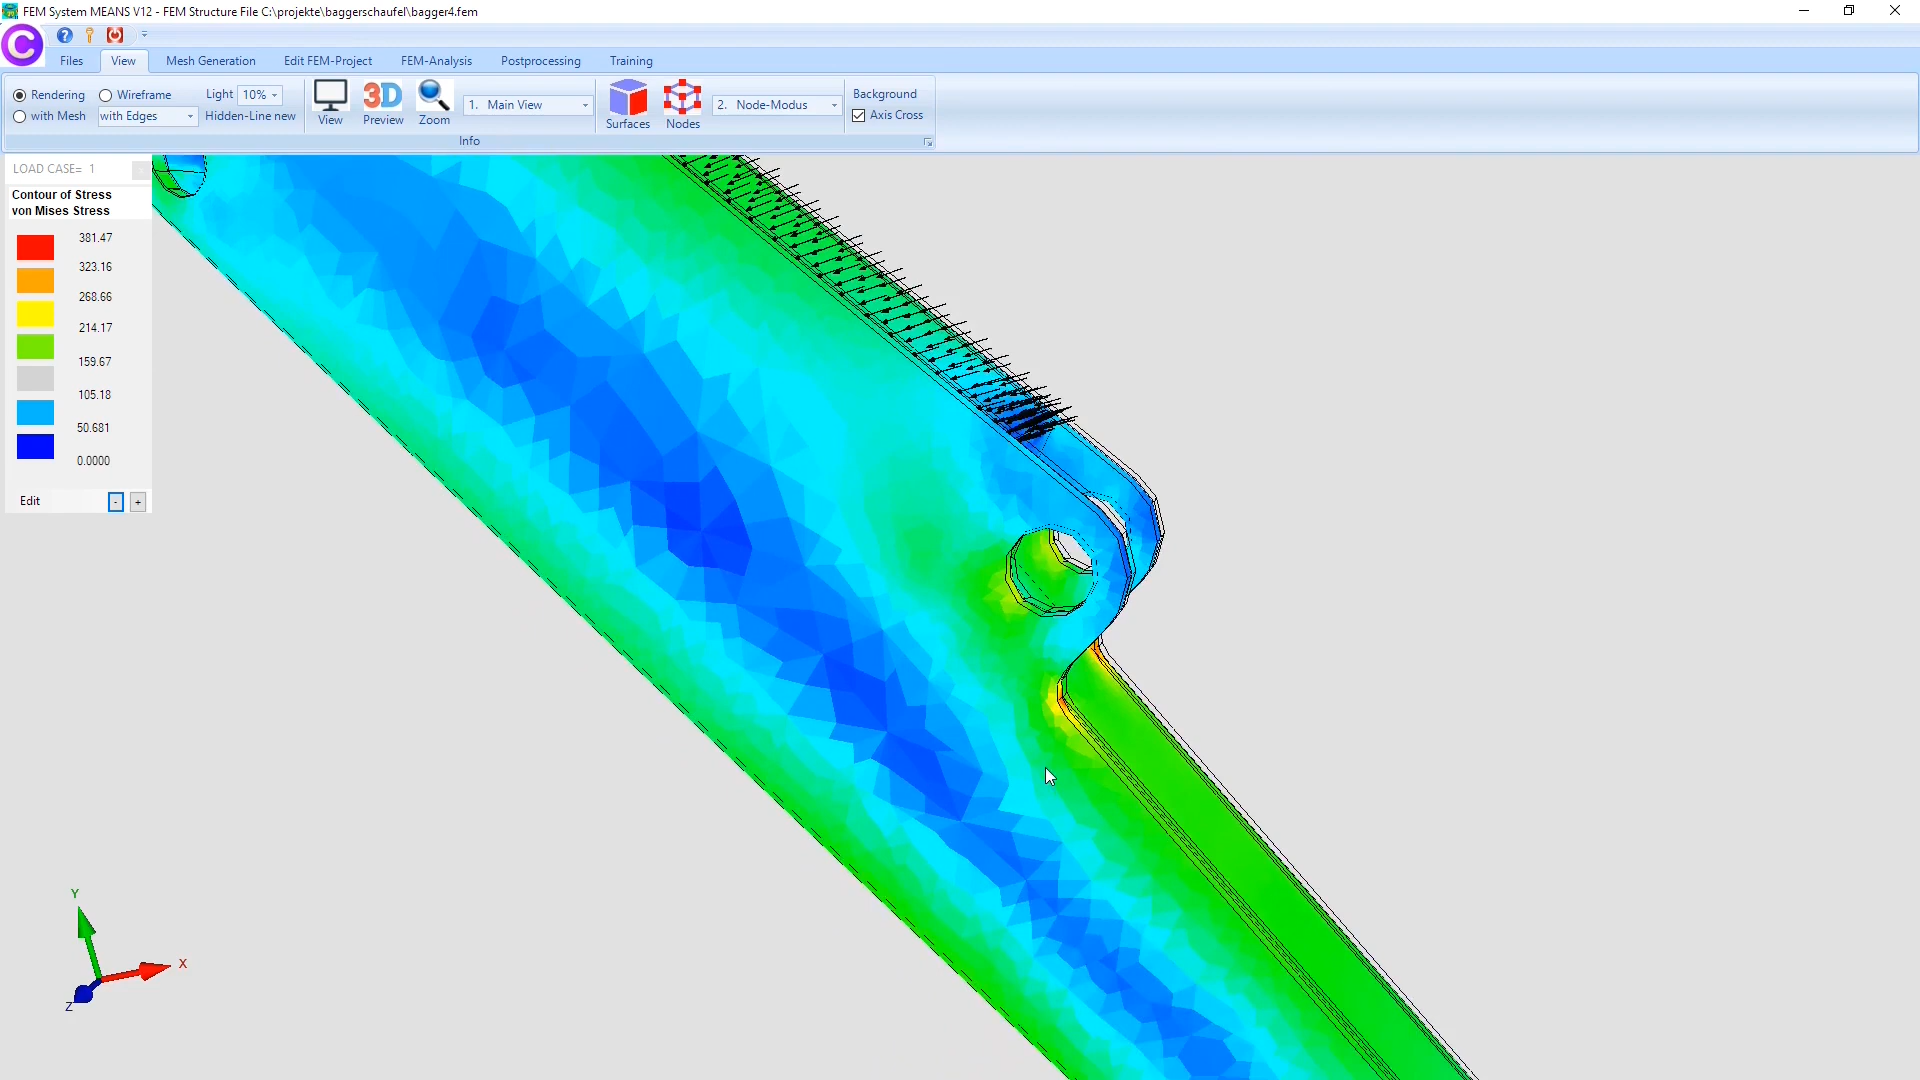 FEM System MEANS V12 - FEM Structure File C:\projekte\baggerschaufel\bagger4.fem
Files View Mesh Generation Edit FEM-Project FEM-Analysis Postprocessing Training
Rendering Wireframe Light 10%
with Mesh with Edges Hidden-Line new
View Preview Zoom
1. Main View
Info
Surfaces Nodes
2. Node-Modus
Background
Axis Cross
LOAD CASE= 1
Contour of Stress
von Mises Stress
381.47
323.16
268.66
214.17
159.67
105.18
50.681
0.0000
Edit - +
Y
X
Z